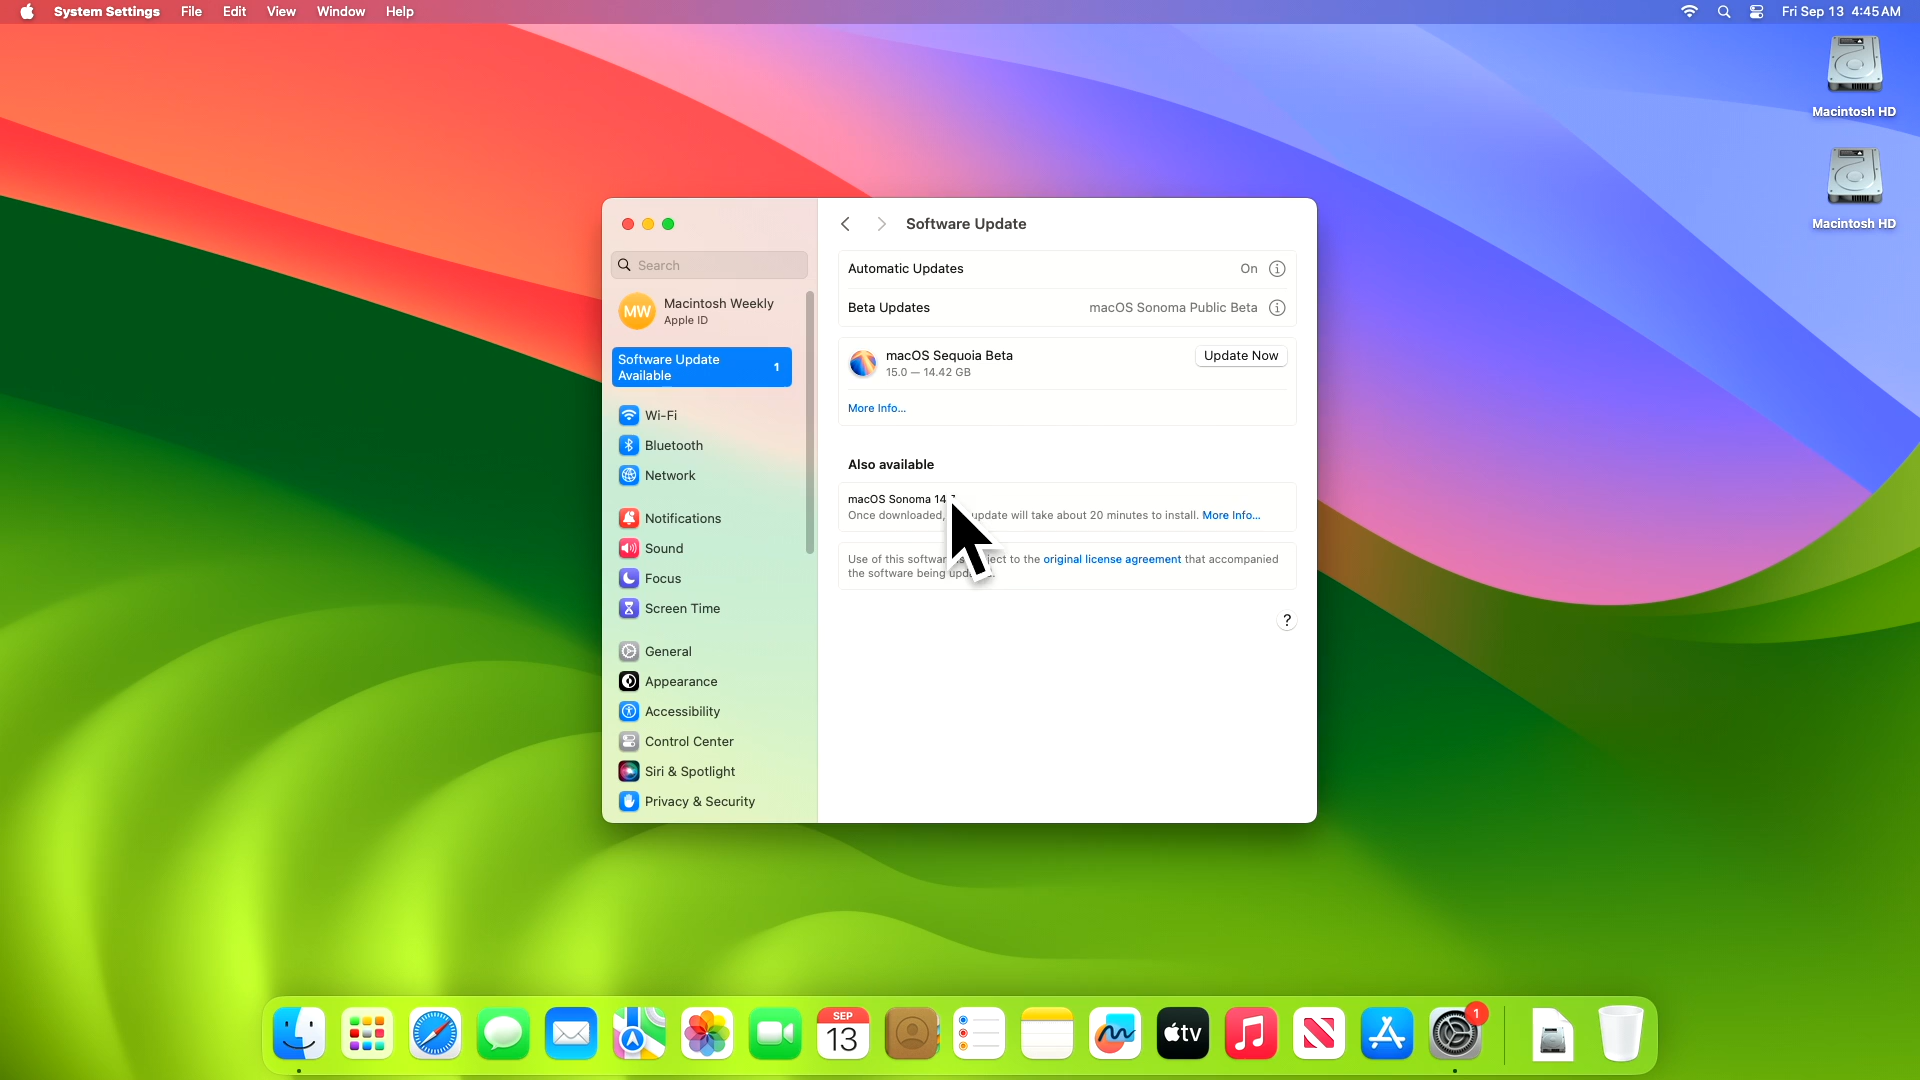 System Settings File Edit View Window Help Fri Sep 13 4:45 AM
Macintosh HD
Macintosh HD
Software Update
Search
Macintosh Weekly
Apple ID
Software Update
Available 1
Wi-Fi
Bluetooth
Network
Notifications
Sound
Focus
Screen Time
General
Appearance
Accessibility
Control Center
Siri & Spotlight
Privacy & Security
Automatic Updates On
Beta Updates macOS Sonoma Public Beta
macOS Sequoia Beta Update Now
15.0 — 14.42 GB
More Info...
Also available
macOS Sonoma
Once downloaded, update will take about 20 minutes to install. More Info...
Use of this to the original license agreement that accompanied
the software being
?
SEP
13
tv
1